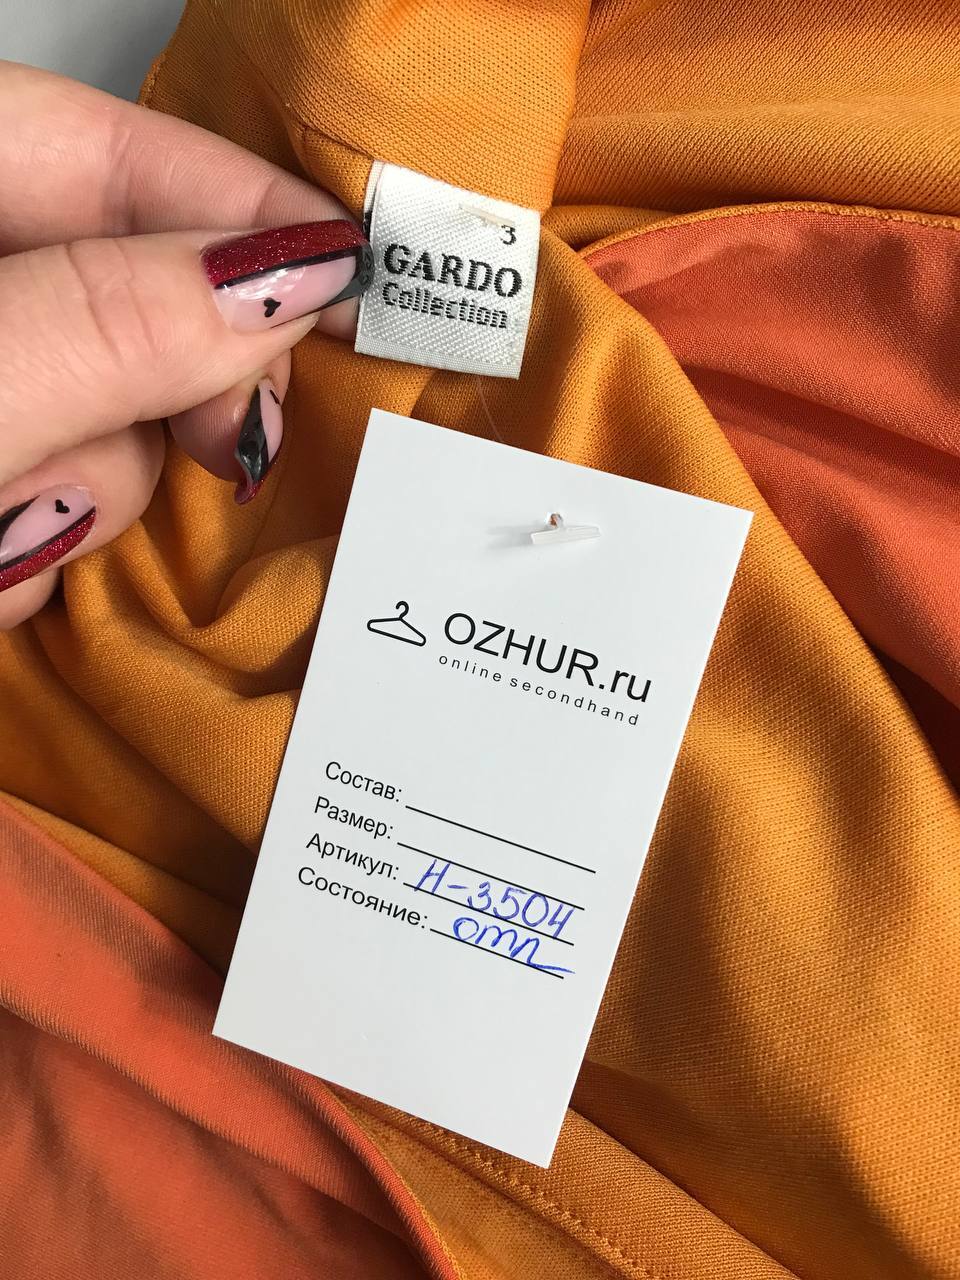 3
GARDO
Collection
OZHUR.ru
online secondhand
Состав:
Размер:
Артикул: Н-3504
Состояние: отл